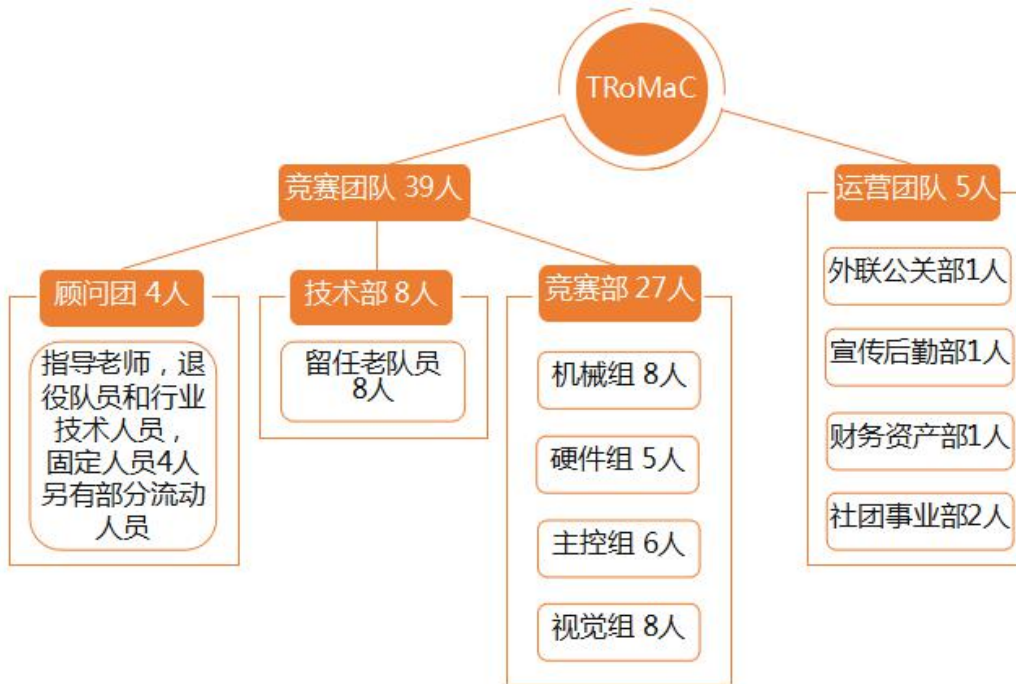 TRoMaC
竞赛团队 39人
运营团队 5人
顾问团 4人
指导老师，退
役队员和行业
技术人员，
固定人员4人
另有部分流动
人员
技术部 8人
留任老队员
8人
竞赛部 27人
机械组 8人
硬件组 5人
主控组 6人
视觉组 8人
外联公关部1人
宣传后勤部1人
财务资产部1人
社团事业部2人